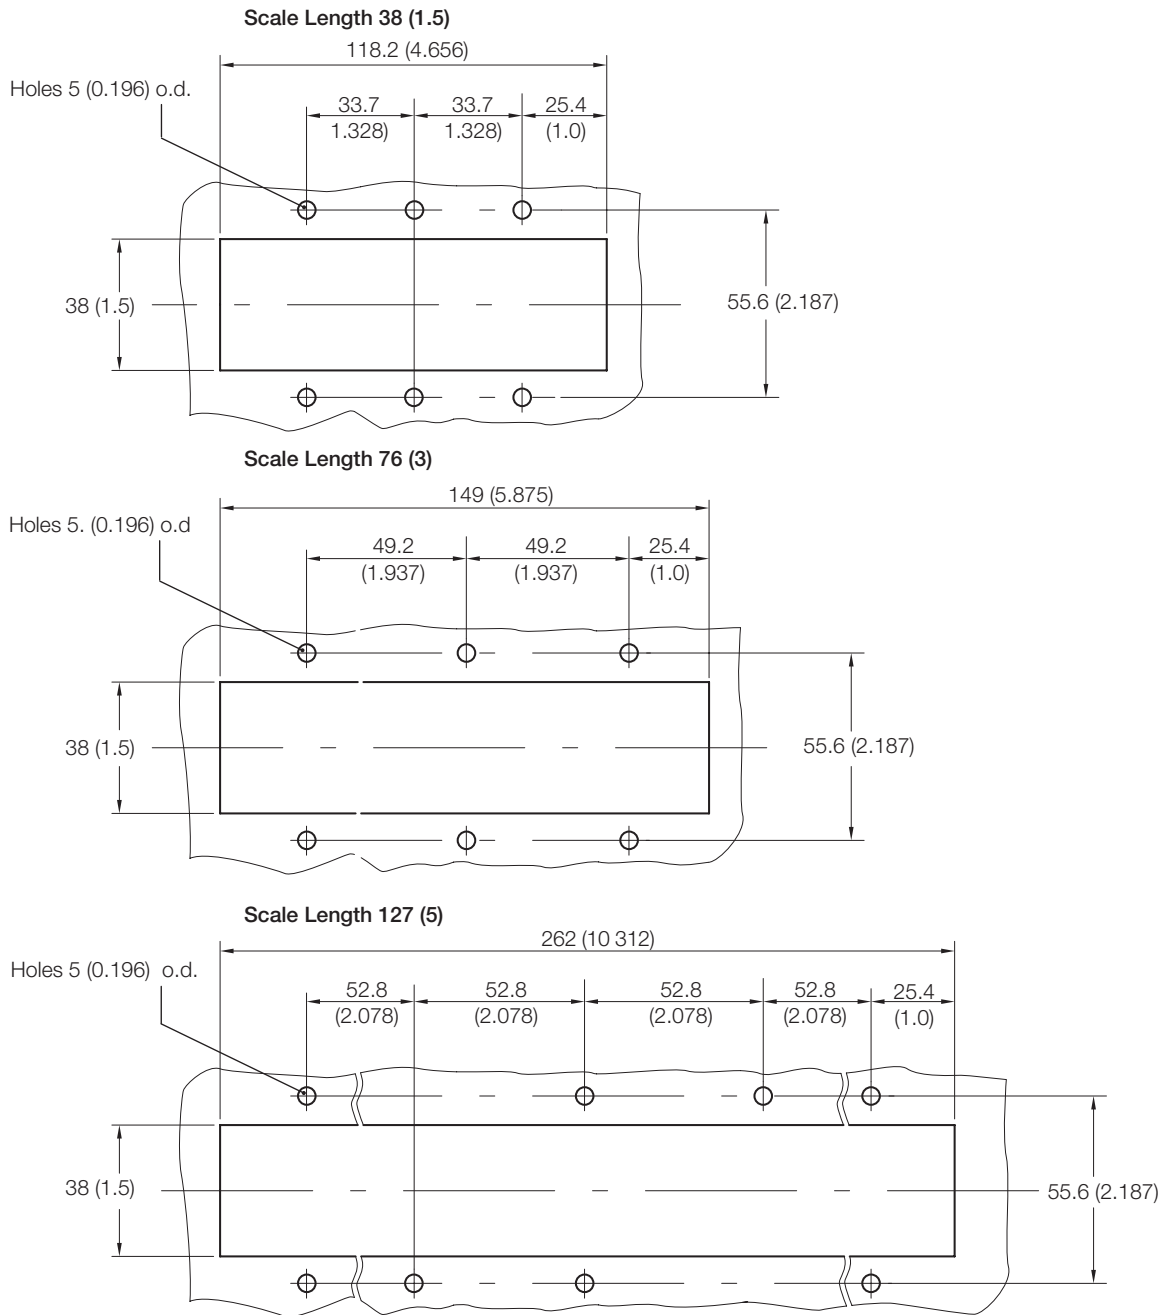 Scale Length 38 (1.5)
118.2 (4.656)
Holes 5 (0.196) o.d.
33.7 33.7 25.4
1.328) 1.328) (1.0)
38 (1.5)
55.6 (2.187)
Scale Length 76 (3)
149 (5.875)
Holes 5. (0.196) o.d
49.2 49.2 25.4
(1.937) (1.937) (1.0)
38 (1.5)
55.6 (2.187)
Scale Length 127 (5)
262 (10 312)
Holes 5 (0.196) o.d.
52.8 52.8 52.8 52.8 25.4
(2.078) (2.078) (2.078) (2.078) (1.0)
38 (1.5)
55.6 (2.187)